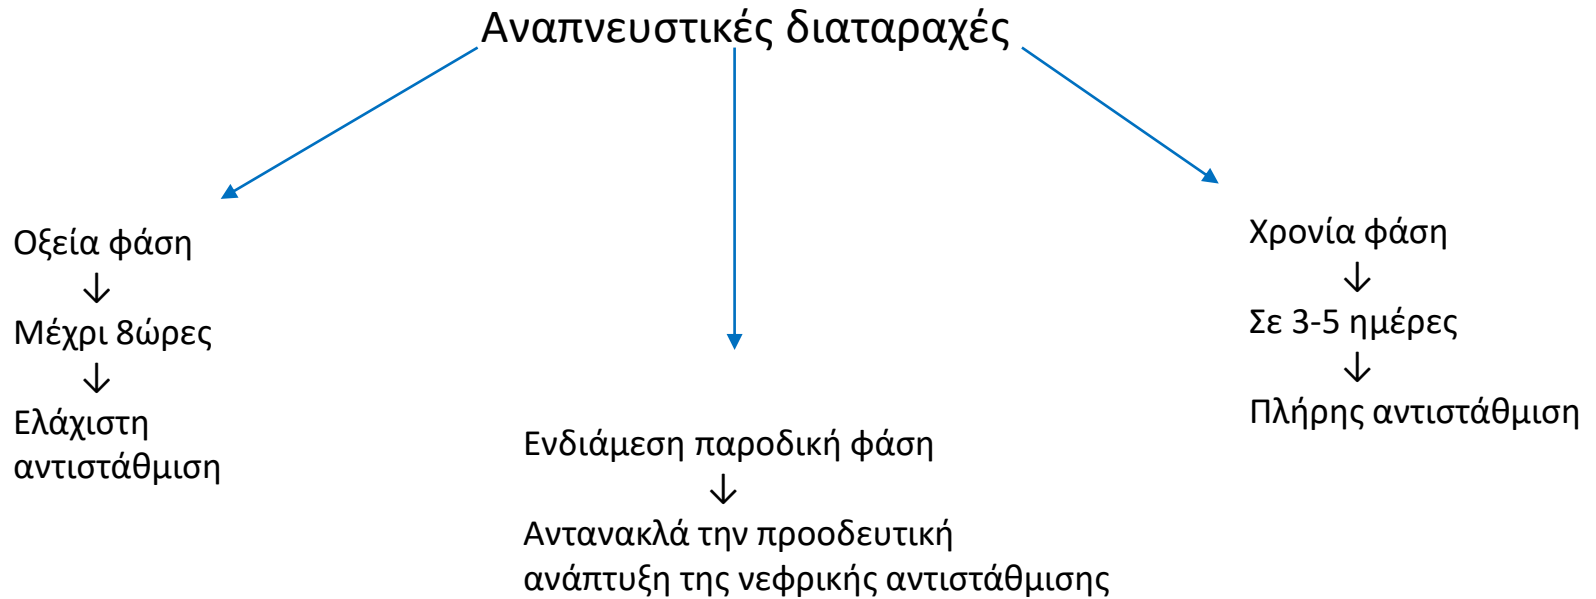 Αναπνευστικές διαταραχές
Οξεία φάση
↓
Μέχρι 8ώρες
↓
Ελάχιστη
αντιστάθμιση
Ενδιάμεση παροδική φάση
↓
Αντανακλά την προοδευτική
ανάπτυξη της νεφρικής αντιστάθμισης
Χρονία φάση
↓
Σε 3-5 ημέρες
↓
Πλήρης αντιστάθμιση